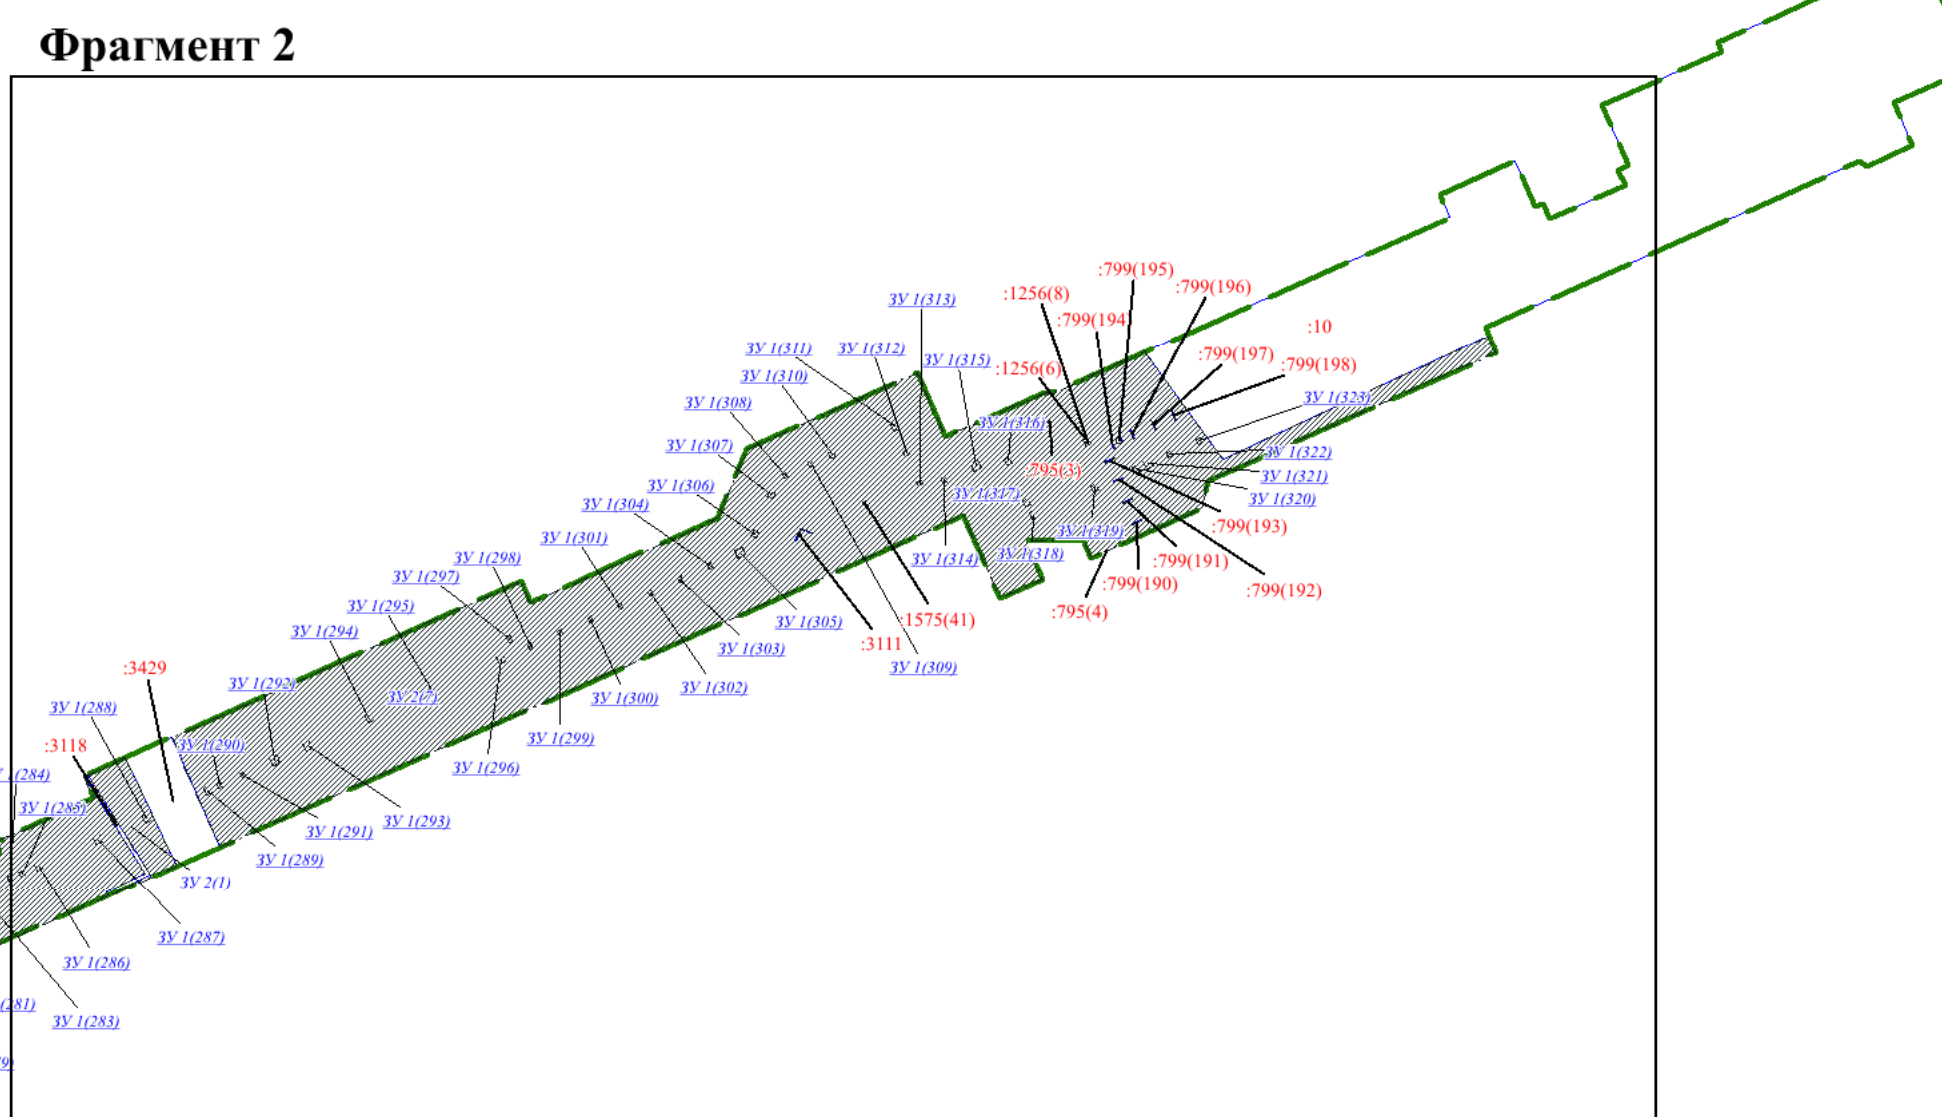 Фрагмент 2
:799(195)
:799(196)
:1256(8)
ЗУ 1(313)
:799(194
:10
ЗУ 1(311)
ЗУ 1(312)
ЗУ 1(315)
:799(197)
:799(198)
:1256(6)
ЗУ 1(310)
ЗУ 1(323)
ЗУ 1(308)
ЗУ 1(316)
ЗУ 1(307)
ЗУ 1(322)
:795(3)
ЗУ 1(321)
ЗУ 1(306)
ЗУ 1(317)
ЗУ 1(320)
ЗУ 1(304)
:799(193)
ЗУ 1(319)
ЗУ 1(301)
ЗУ 1(318)
ЗУ 1(298)
ЗУ 1(314)
:799(191)
ЗУ 1(297)
:799(190)
:799(192)
ЗУ 1(295)
:795(4)
:1575(41)
ЗУ 1(305)
ЗУ 1(294)
:3111
ЗУ 1(303)
:3429
ЗУ 1(309)
ЗУ 1(292)
ЗУ 1(302)
ЗУ 2(7)
ЗУ 1(300)
ЗУ 1(288)
ЗУ 1(299)
:3118
ЗУ 1(290)
ЗУ 1(296)
1(284)
ЗУ 1(285)
ЗУ 1(293)
ЗУ 1(291)
ЗУ 1(289)
ЗУ 2(1)
ЗУ 1(287)
ЗУ 1(286)
(281)
ЗУ 1(283)
9)